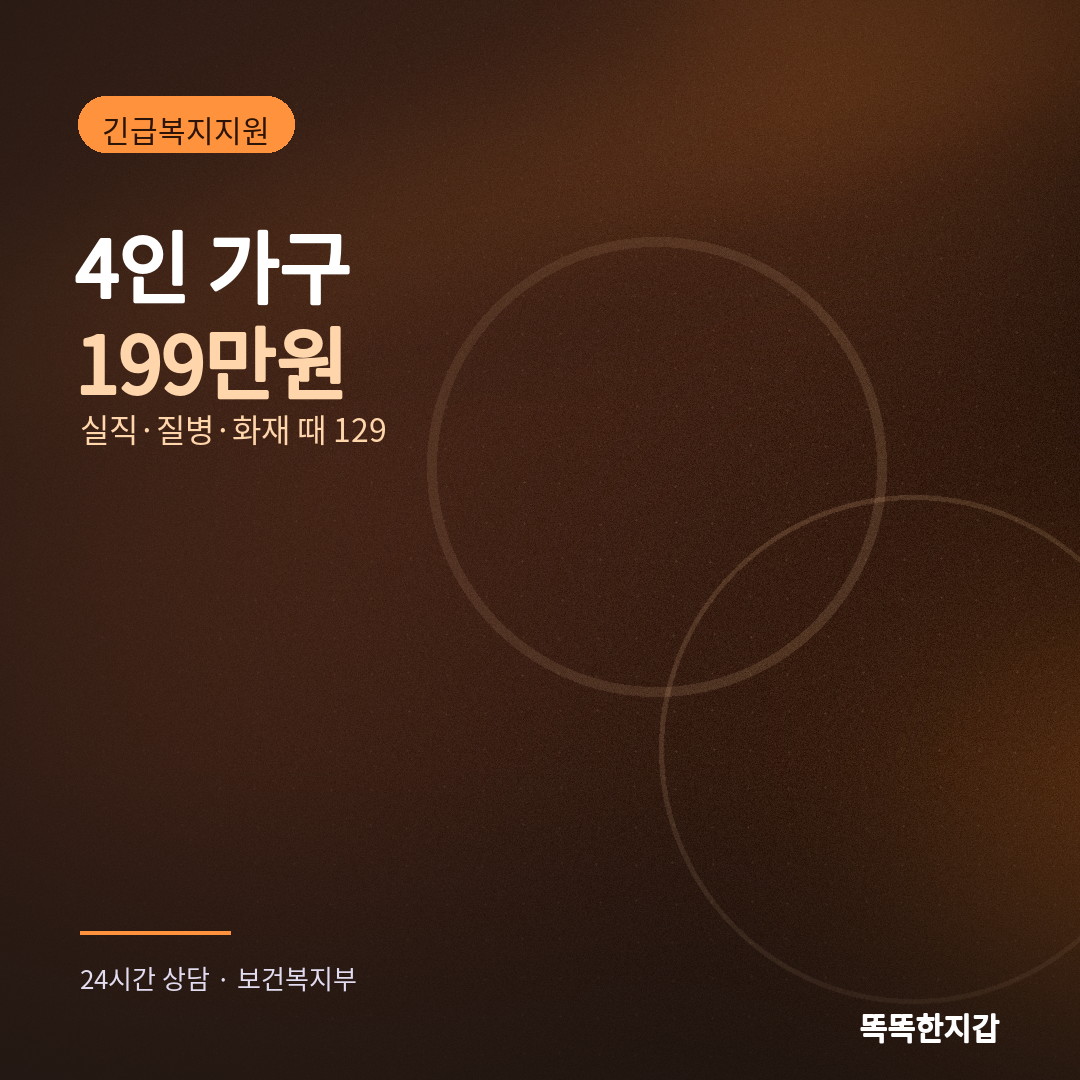 긴급복지지원
4인 가구
199만원
실직·질병·화재 때 129
24시간 상담 · 보건복지부
똑똑한지갑